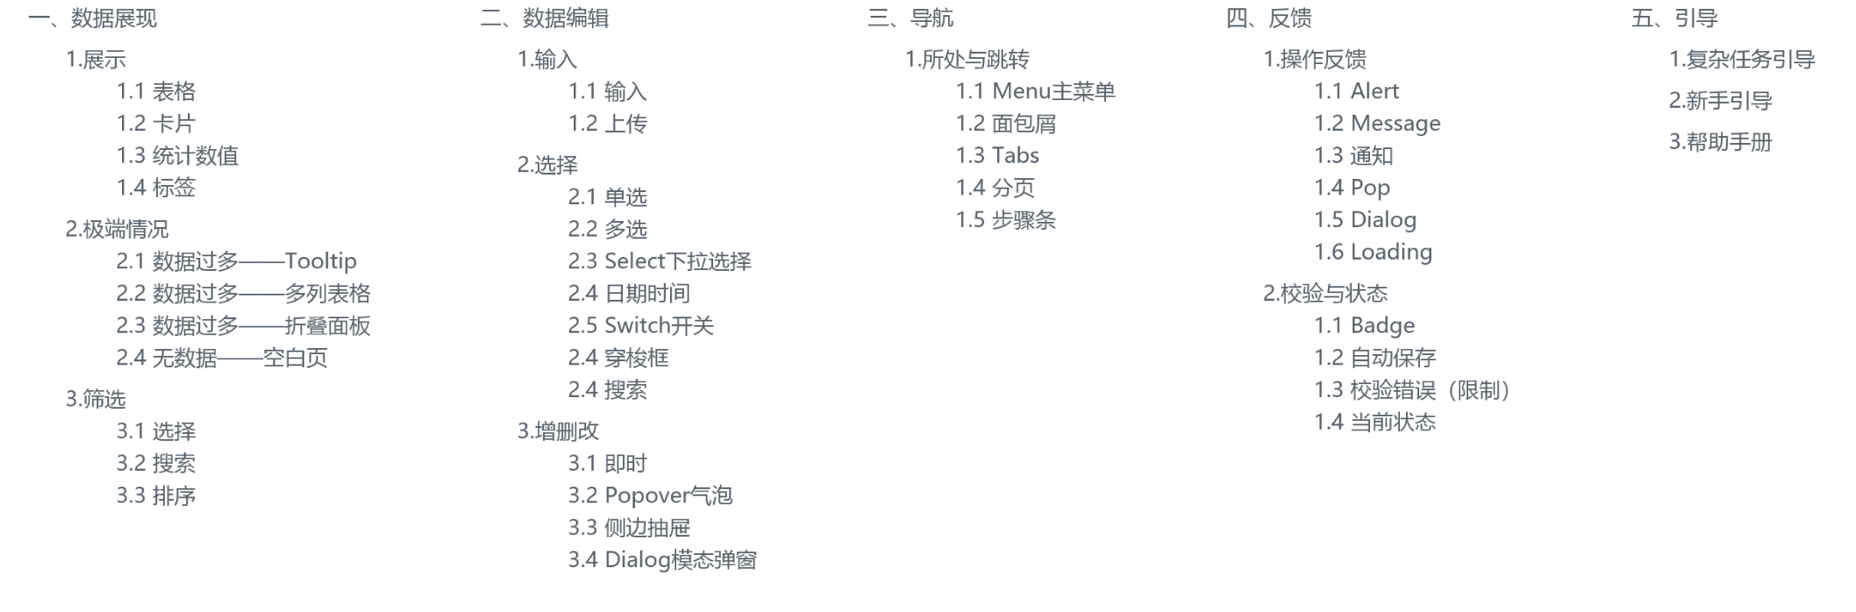 一、数据展现
1.展示
1.1 表格
1.2 卡片
1.3 统计数值
1.4 标签
2.极端情况
2.1 数据过多——Tooltip
2.2 数据过多——多列表格
2.3 数据过多——折叠面板
2.4 无数据——空白页
3.筛选
3.1 选择
3.2 搜索
3.3 排序
二、数据编辑
1.输入
1.1 输入
1.2 上传
2.选择
2.1 单选
2.2 多选
2.3 Select下拉选择
2.4 日期时间
2.5 Switch开关
2.4 穿梭框
2.4 搜索
3.增删改
3.1 即时
3.2 Popover气泡
3.3 侧边抽屉
3.4 Dialog模态弹窗
三、导航
1.所处与跳转
1.1 Menu主菜单
1.2 面包屑
1.3 Tabs
1.4 分页
1.5 步骤条
四、反馈
1.操作反馈
1.1 Alert
1.2 Message
1.3 通知
1.4 Pop
1.5 Dialog
1.6 Loading
2.校验与状态
1.1 Badge
1.2 自动保存
1.3 校验错误（限制）
1.4 当前状态
五、引导
1.复杂任务引导
2.新手引导
3.帮助手册